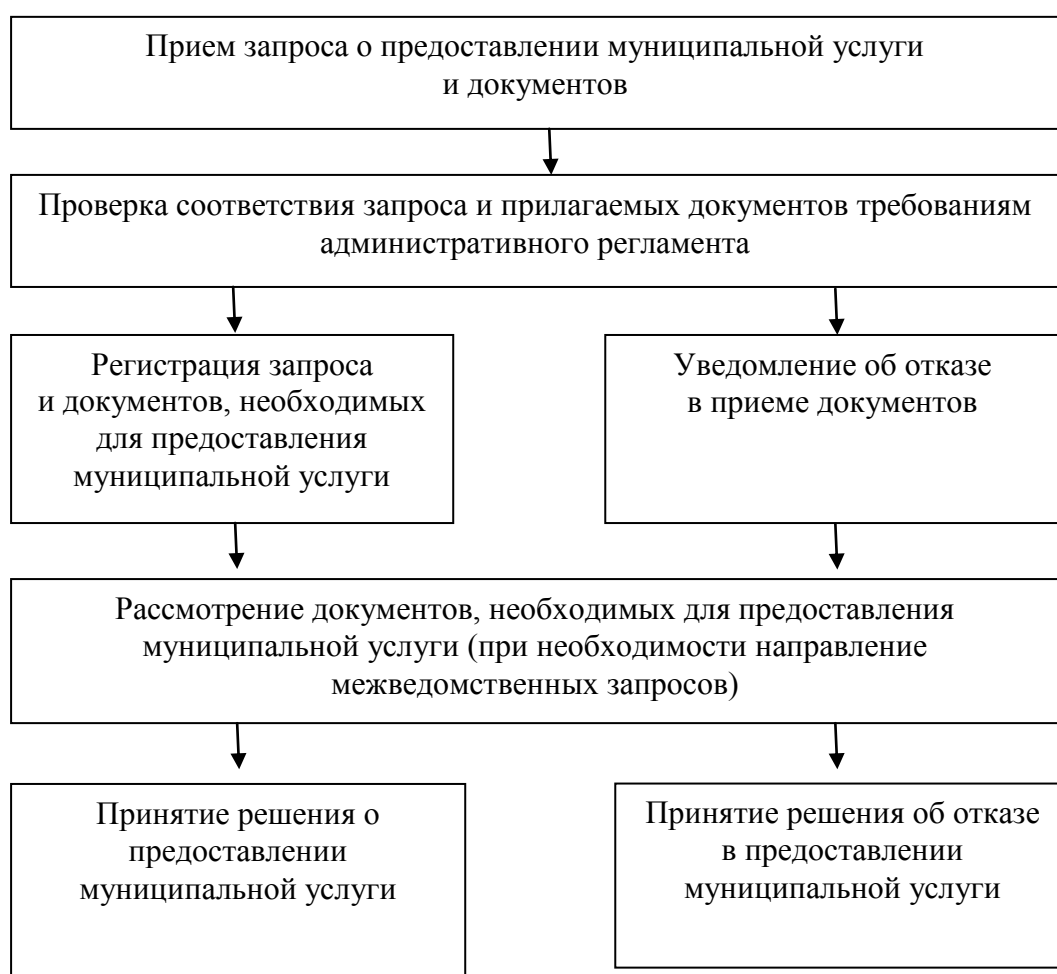 Прием запроса о предоставлении муниципальной услуги
и документов
Проверка соответствия запроса и прилагаемых документов требованиям
административного регламента
Регистрация запроса
и документов, необходимых
для предоставления
муниципальной услуги
Уведомление об отказе
в приеме документов
Рассмотрение документов, необходимых для предоставления
муниципальной услуги (при необходимости направление
межведомственных запросов)
Принятие решения о
предоставлении
муниципальной услуги
Принятие решения об отказе
в предоставлении
муниципальной услуги